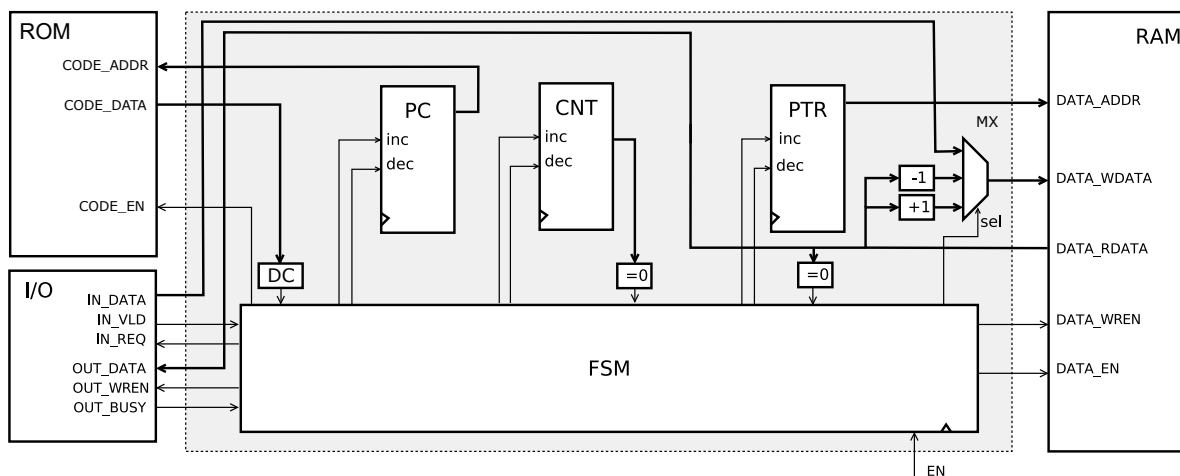 ROM
CODE_ADDR
CODE_DATA
CODE_EN
I/O
IN_DATA
IN_VLD
IN_REQ
OUT_DATA
OUT_WREN
OUT_BUSY
DC
PC
inc
dec
CNT
inc
dec
=0
PTR
inc
dec
=0
MX
-1
+1
sel
FSM
EN
RAM
DATA_ADDR
DATA_WDATA
DATA_RDATA
DATA_WREN
DATA_EN